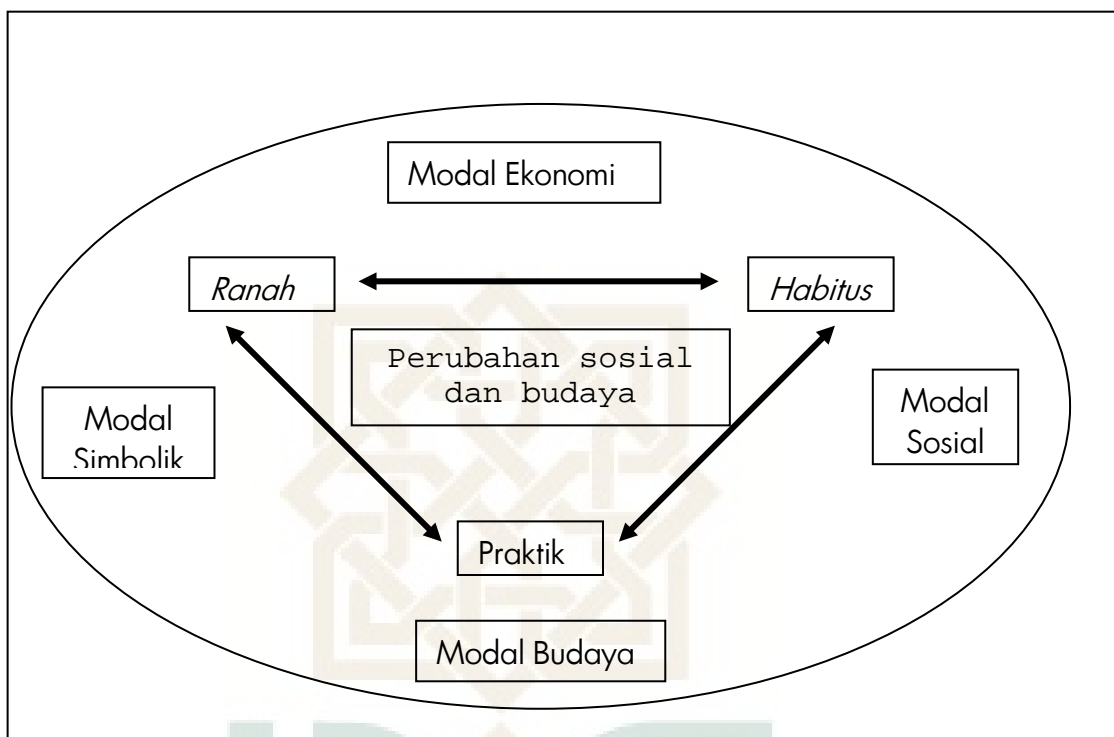 Modal Ekonomi
Ranah
Habitus
Perubahan sosial
dan budaya
Modal
Simbolik
Modal
Sosial
Praktik
Modal Budaya